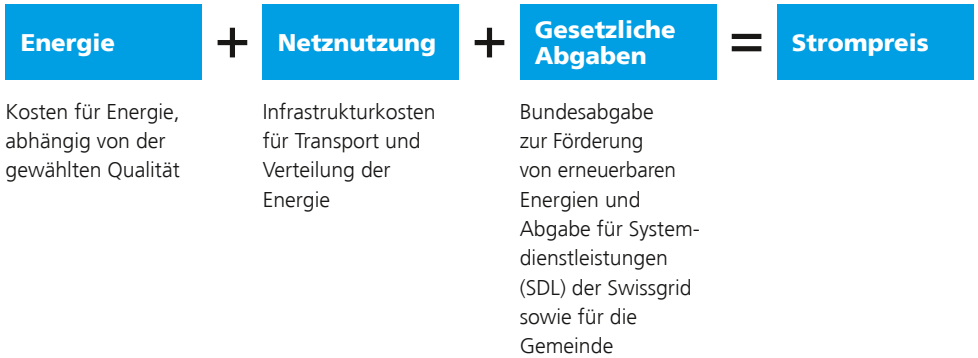 Energie
+
Netznutzung
+
Gesetzliche
Abgaben
=
Strompreis
Kosten für Energie,
abhängig von der
gewählten Qualität
Infrastrukturkosten
für Transport und
Verteilung der
Energie
Bundesabgabe
zur Förderung
von erneuerbaren
Energien und
Abgabe für System-
dienstleistungen
(SDL) der Swissgrid
sowie für die
Gemeinde